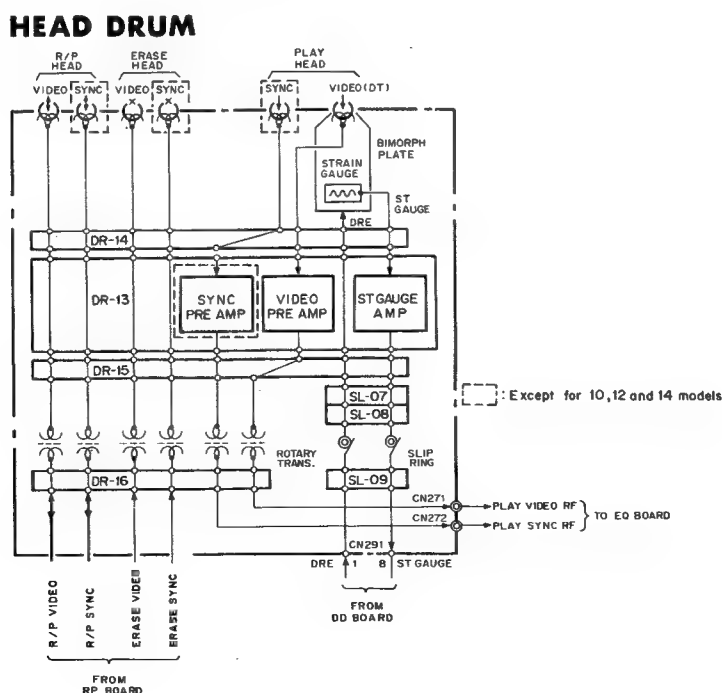 HEAD DRUM
R/P HEAD
ERASE HEAD
PLAY HEAD
VIDEO
SYNC
VIDEO
SYNC
SYNC
VIDEO(DT)
BIMORPH PLATE
STRAIN GAUGE
ST GAUGE
DRE
DR-14
DR-13
SYNC PRE AMP
VIDEO PRE AMP
ST GAUGE AMP
DR-15
SL-07
SL-08
: Except for 10,12 and 14 models
ROTARY TRANS.
SLIP RING
DR-16
SL-09
CN271
PLAY VIDEO RF
CN272
PLAY SYNC RF
TO EQ BOARD
CN291
DRE
1
8
ST GAUGE
R/P VIDEO
R/P SYNC
ERASE VIDEO
ERASE SYNC
FROM DD BOARD
FROM RP BOARD